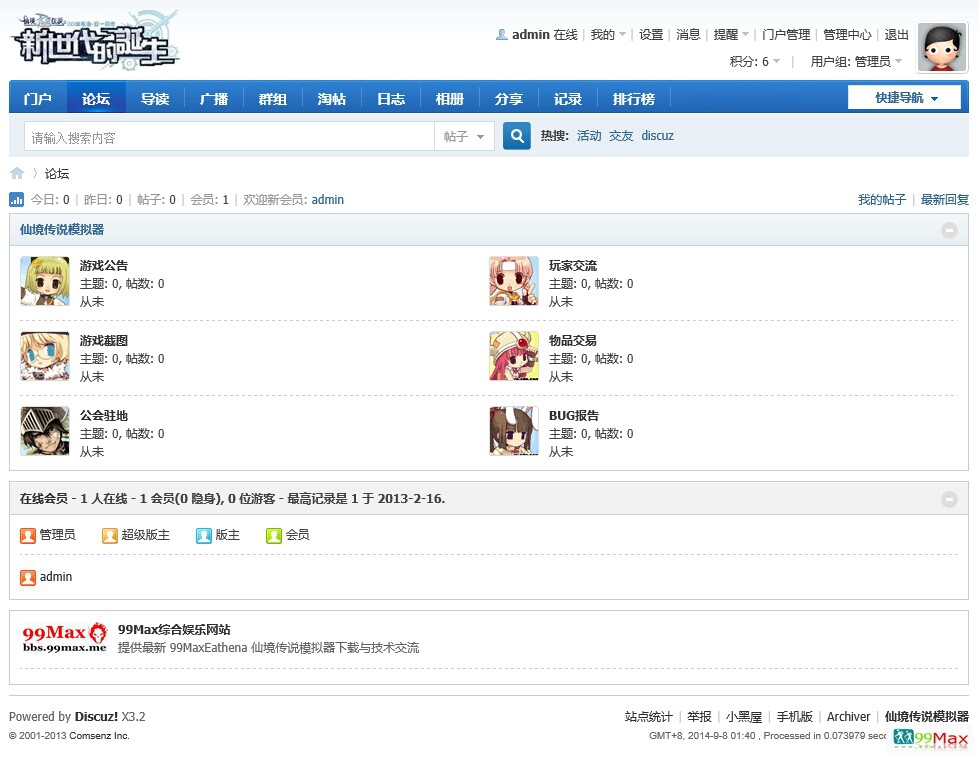 新世代的誕生
admin 在线 | 我的 | 设置 | 消息 | 提醒 | 门户管理 | 管理中心 | 退出
积分: 6 | 用户组: 管理员
门户 论坛 导读 广播 群组 淘帖 日志 相册 分享 记录 排行榜 快捷导航
请输入搜索内容 帖子 热搜: 活动 交友 discuz
论坛
今日: 0 | 昨日: 0 | 帖子: 0 | 会员: 1 | 欢迎新会员: admin 我的帖子 | 最新回复
仙境传说模拟器
游戏公告
主题: 0, 帖数: 0
从未
玩家交流
主题: 0, 帖数: 0
从未
游戏截图
主题: 0, 帖数: 0
从未
物品交易
主题: 0, 帖数: 0
从未
公会驻地
主题: 0, 帖数: 0
从未
BUG报告
主题: 0, 帖数: 0
从未
在线会员 - 1 人在线 - 1 会员(0 隐身), 0 位游客 - 最高记录是 1 于 2013-2-16.
管理员 超级版主 版主 会员
admin
99Max
bbs.99max.me
99Max综合娱乐网站
提供最新 99MaxEathena 仙境传说模拟器下载与技术交流
Powered by Discuz! X3.2
© 2001-2013 Comsenz Inc.
站点统计 | 举报 | 小黑屋 | 手机版 | Archiver | 仙境传说模拟器
GMT+8, 2014-9-8 01:40 , Processed in 0.073979 seco
99Max